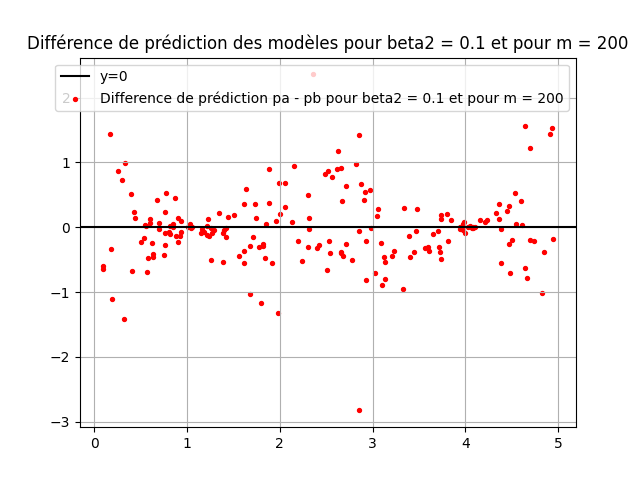 Différence de prédiction des modèles pour beta2 = 0.1 et pour m = 200
y=0
Difference de prédiction pa - pb pour beta2 = 0.1 et pour m = 200
2
1
0
−1
−2
−3
0 1 2 3 4 5